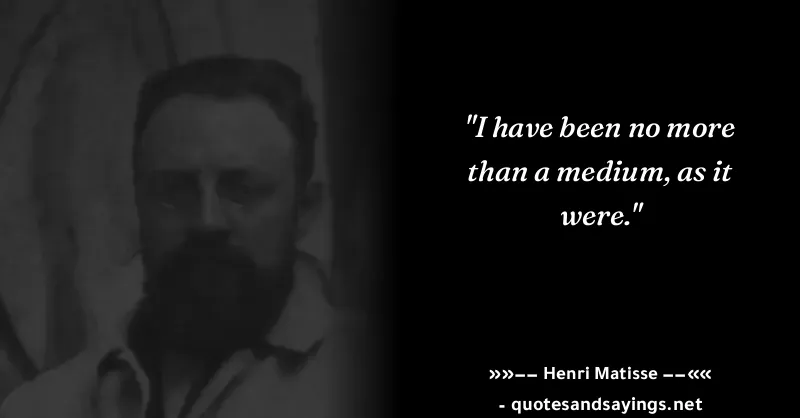 "I have been no more
than a medium, as it
were."
»»−− Henri Matisse −−««
- quotesandsayings.net